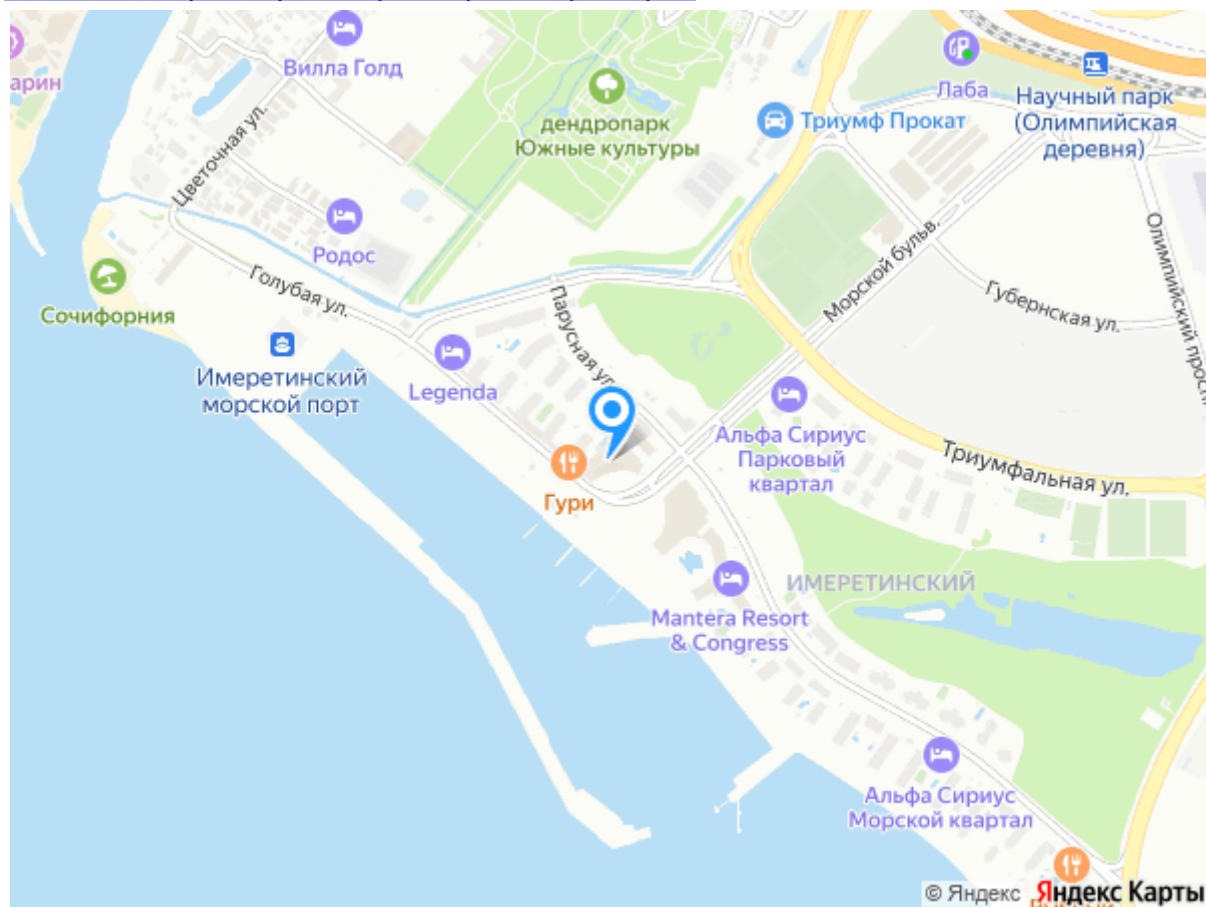 Вилла Голд
арин
Лаба
Научный парк
(Олимпийская
деревня)
дендропарк
Южные культуры
Триумф Прокат
Цветочная ул.
Родос
Олимпийский прост
Морской бульв.
Голубая ул.
Парусная ул.
Губернская ул.
Сочифорния
Имеретинский
морской порт
Legenda
Альфа Сириус
Парковый
квартал
Триумфальная ул.
Гури
ИМЕРЕТИНСКИЙ
Mantera Resort
& Congress
Альфа Сириус
Морской квартал
© Яндекс Яндекс Карты